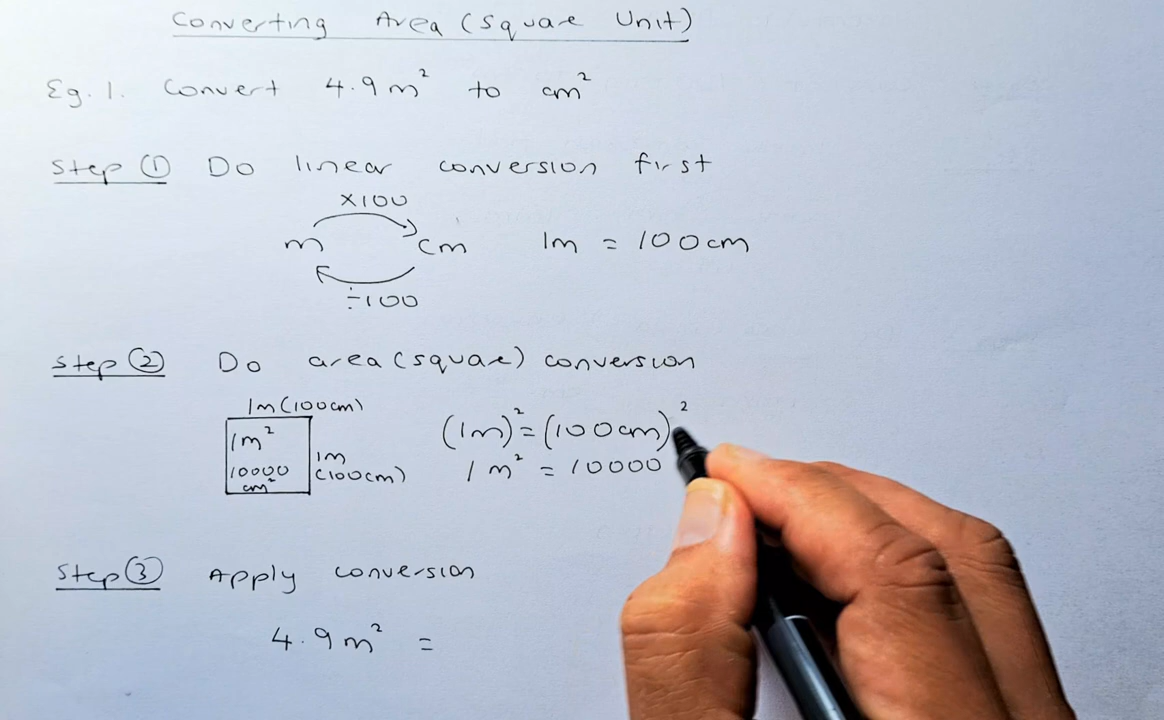 Converting Area (Square Unit)
Eg. 1. Convert 4.9m² to cm²
Step ① Do linear conversion first
×100
m cm 1m = 100cm
÷100
Step ② Do area (square) conversion
1m (100cm)
1m² (1m)² = (100cm)²
1m
10000 (100cm) 1m² = 10000
cm²
Step ③ Apply conversion
4.9m² =